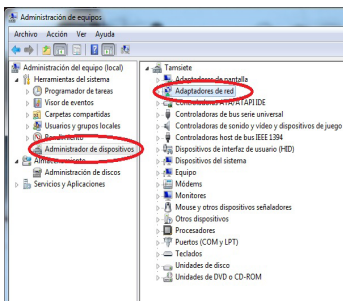 Administración de equipos
Archivo Acción Ver Ayuda
Administración del equipo (local)
Herramientas del sistema
Programador de tareas
Visor de eventos
Carpetas compartidas
Usuarios y grupos locales
Rendimiento
Administrador de dispositivos
Almacenamiento
Administración de discos
Servicios y Aplicaciones
Tamsiete
Adaptadores de pantalla
Adaptadores de red
Controladoras ATA/ATAPI IDE
Controladoras de bus serie universal
Controladoras de sonido y vídeo y dispositivos de juego
Controladoras host de bus IEEE 1394
Dispositivos de interfaz de usuario (HID)
Dispositivos del sistema
Equipo
Módems
Monitores
Mouse y otros dispositivos señaladores
Otros dispositivos
Procesadores
Puertos (COM y LPT)
Teclados
Unidades de disco
Unidades de DVD o CD-ROM